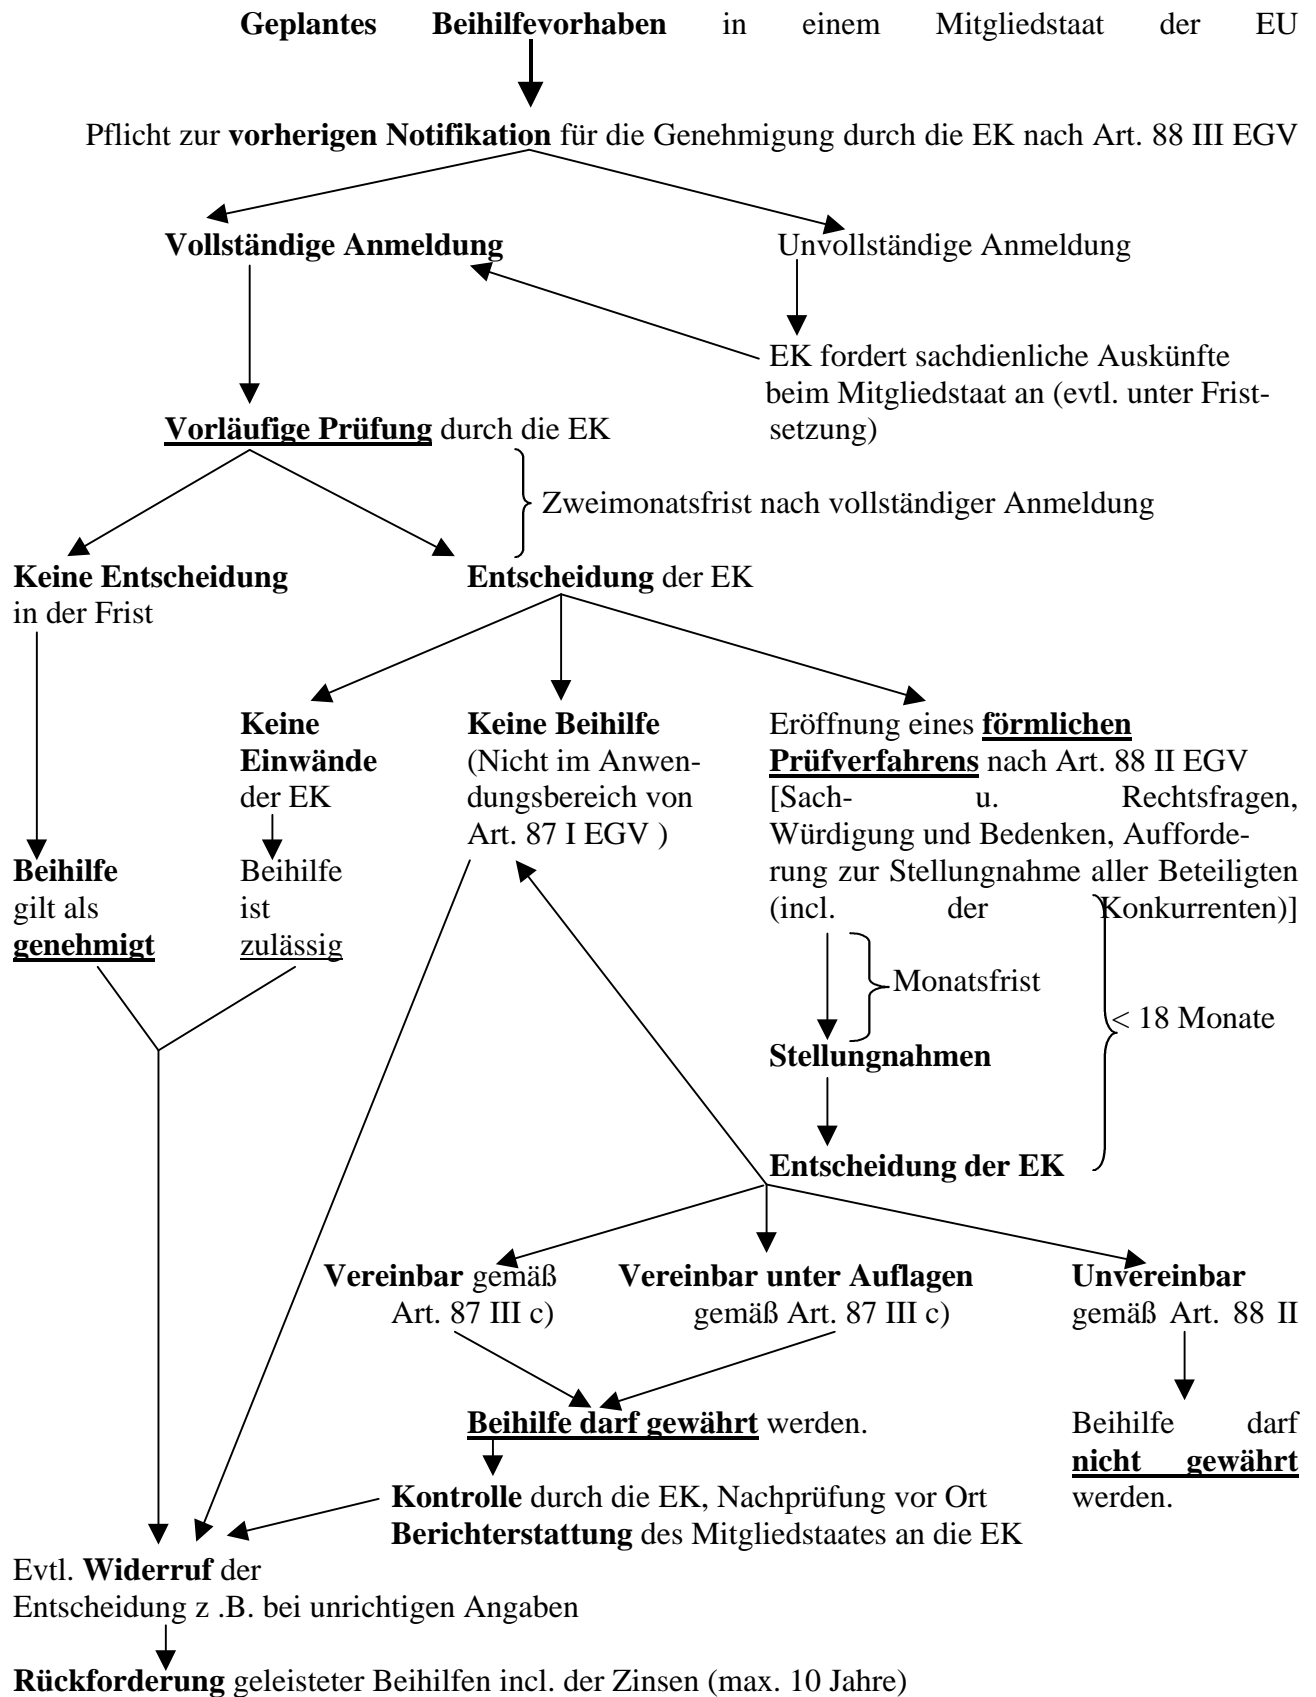 Geplantes Beihilfevorhaben in einem Mitgliedstaat der EU
Pflicht zur vorherigen Notifikation für die Genehmigung durch die EK nach Art. 88 III EGV
Vollständige Anmeldung
Unvollständige Anmeldung
EK fordert sachdienliche Auskünfte
beim Mitgliedstaat an (evtl. unter Frist-
setzung)
Vorläufige Prüfung durch die EK
Zweimonatsfrist nach vollständiger Anmeldung
Keine Entscheidung
in der Frist
Entscheidung der EK
Keine
Einwände
der EK
Keine Beihilfe
(Nicht im Anwen-
dungsbereich von
Art. 87 I EGV )
Eröffnung eines förmlichen
Prüfverfahrens nach Art. 88 II EGV
[Sach- u. Rechtsfragen,
Würdigung und Bedenken, Aufforde-
rung zur Stellungnahme aller Beteiligten
(incl. der Konkurrenten)]
Beihilfe
gilt als
genehmigt
Beihilfe
ist
zulässig
Monatsfrist
< 18 Monate
Stellungnahmen
Entscheidung der EK
Vereinbar gemäß
Art. 87 III c)
Vereinbar unter Auflagen
gemäß Art. 87 III c)
Unvereinbar
gemäß Art. 88 II
Beihilfe darf gewährt werden.
Beihilfe darf
nicht gewährt
werden.
Kontrolle durch die EK, Nachprüfung vor Ort
Berichterstattung des Mitgliedstaates an die EK
Evtl. Widerruf der
Entscheidung z .B. bei unrichtigen Angaben
Rückforderung geleisteter Beihilfen incl. der Zinsen (max. 10 Jahre)